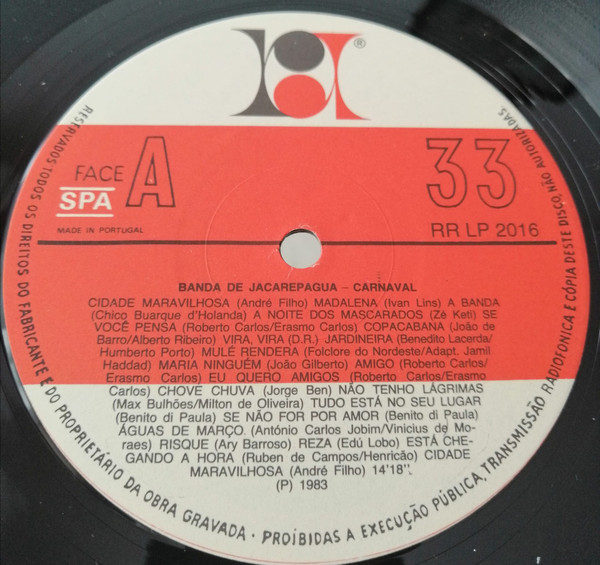 ®
FACE A
33
SPA
MADE IN PORTUGAL
RR LP 2016
BANDA DE JACAREPAGUA – CARNAVAL
CIDADE MARAVILHOSA (André Filho) MADALENA (Ivan Lins) A BANDA
(Chico Buarque d'Holanda) A NOITE DOS MASCARADOS (Zé Keti) SE
VOCÊ PENSA (Roberto Carlos/Erasmo Carlos) COPACABANA (João de
Barro/Alberto Ribeiro) VIRA, VIRA (D.R.) JARDINEIRA (Benedito Lacerda/
Humberto Porto) MULÉ RENDERA (Folclore do Nordeste/Adapt. Jamil
Haddad) MARIA NINGUÉM (João Gilberto) AMIGO (Roberto Carlos/
Erasmo Carlos) EU QUERO AMIGOS (Roberto Carlos/Erasmo
Carlos) CHOVE CHUVA (Jorge Ben) NÃO TENHO LÁGRIMAS
(Max Bulhões/Milton de Oliveira) TUDO ESTÁ NO SEU LUGAR
(Benito di Paula) SE NÃO FOR POR AMOR (Benito di Paula)
ÁGUAS DE MARÇO. (António Carlos Jobim/Vinicius de Mo-
raes) RISQUE (Ary Barroso) REZA (Edú Lobo) ESTÁ CHE-
GANDO A HORA (Ruben de Campos/Henricão) CIDADE
MARAVILHOSA (André Filho) 14'18''.
(P) 1983
RESERVADOS TODOS OS DIREITOS DO FABRICANTE E DO PROPRIETÁRIO DA OBRA GRAVADA · PROÍBIDAS A EXECUÇÃO PÚBLICA, TRANSMISSÃO RADIOFONICA E CÓPIA DESTE DISCO, NÃO AUTORIZADAS.